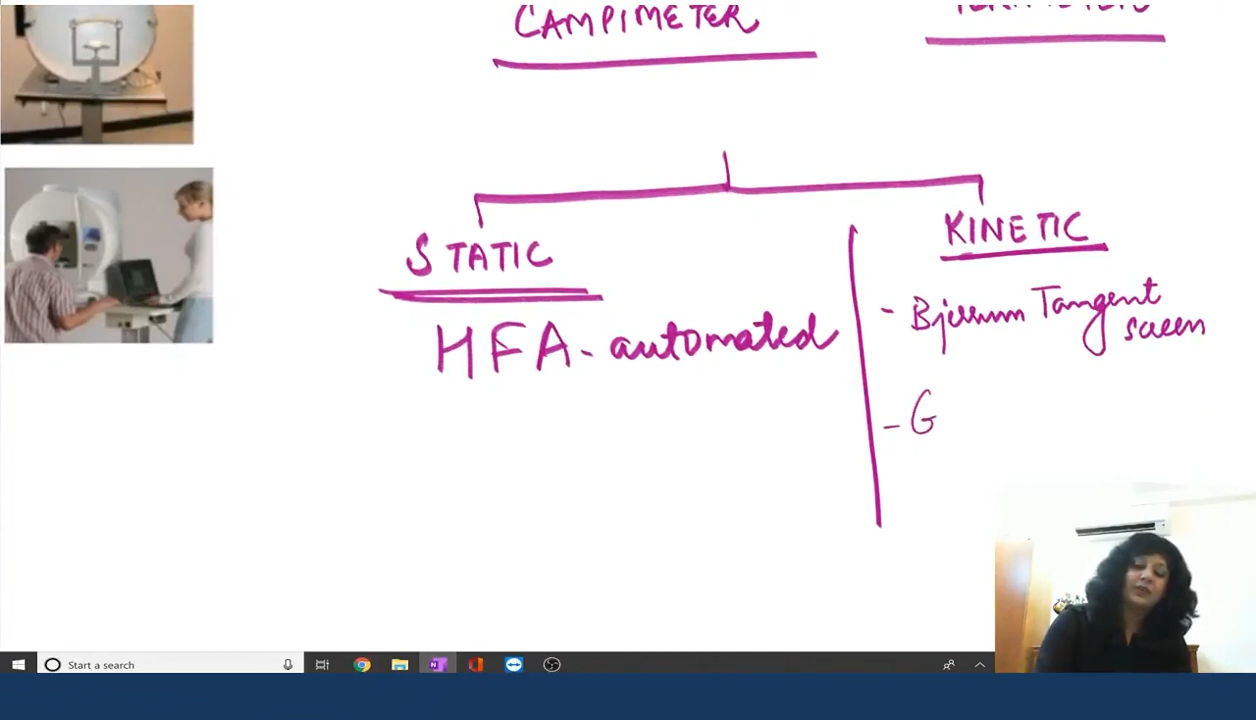 CAMPIMETER
STATIC
HFA - automated
KINETIC
- Bjerrum Tangent
screen
- G
Start a search